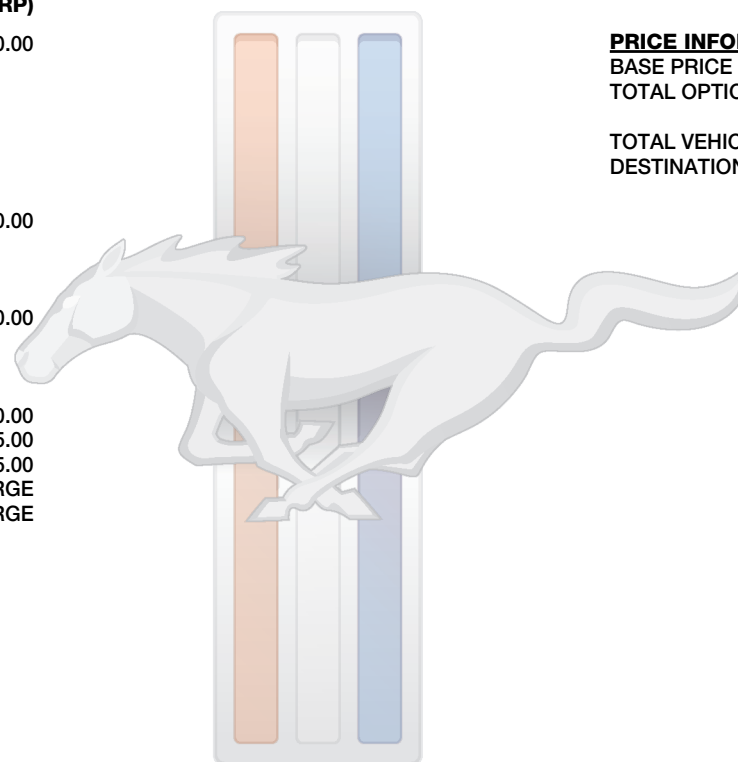 RP)
0.00
0.00
0.00
0.00
5.00
5.00
RGE
RGE
PRICE INFO
BASE PRICE
TOTAL OPTIO
TOTAL VEHIC
DESTINATION